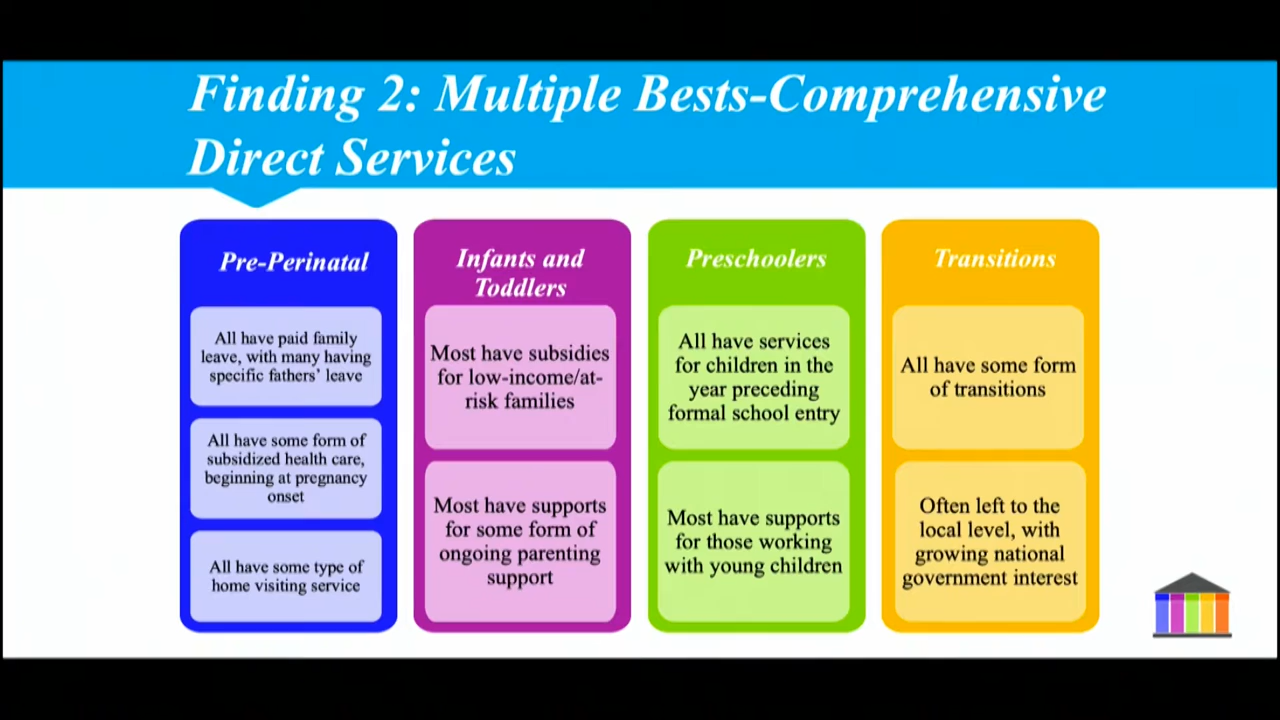 Finding 2: Multiple Bests-Comprehensive
Direct Services
Pre-Perinatal
All have paid family
leave, with many having
specific fathers’ leave
All have some form of
subsidized health care,
beginning at pregnancy
onset
All have some type of
home visiting service
Infants and
Toddlers
Most have subsidies
for low-income/at-
risk families
Most have supports
for some form of
ongoing parenting
support
Preschoolers
All have services
for children in the
year preceding
formal school entry
Most have supports
for those working
with young children
Transitions
All have some form
of transitions
Often left to the
local level, with
growing national
government interest